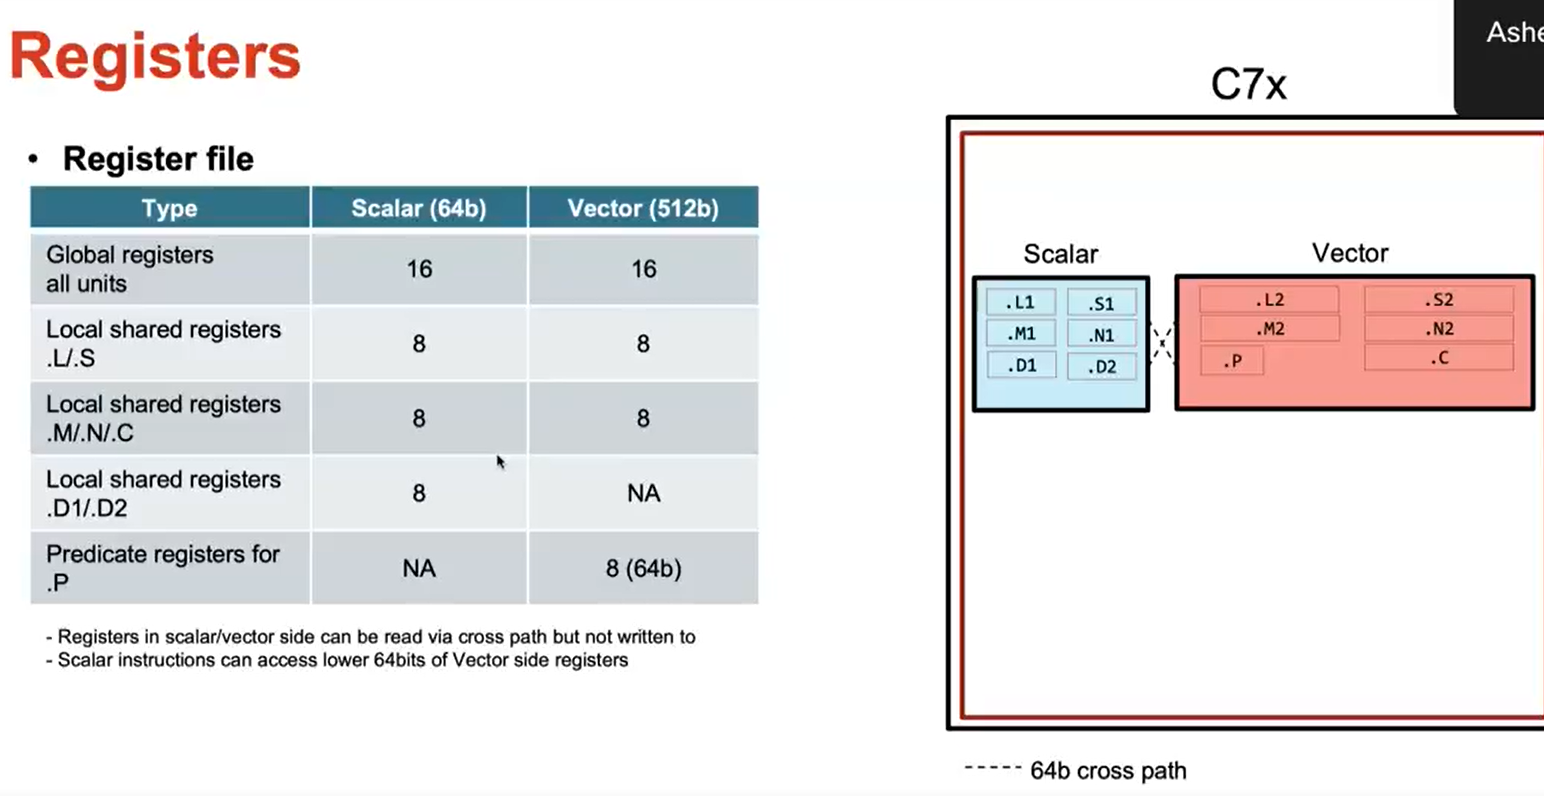 Registers
• Register file
Type Scalar (64b) Vector (512b)
Global registers
all units
16 16
Local shared registers
.L/.S
8 8
Local shared registers
.M/.N/.C
8 8
Local shared registers
.D1/.D2
8 NA
Predicate registers for
.P
NA 8 (64b)
- Registers in scalar/vector side can be read via cross path but not written to
- Scalar instructions can access lower 64bits of Vector side registers
Ashe
C7x
Scalar Vector
.L1 .S1 .L2 .S2
.M1 .N1 .M2 .N2
.D1 .D2 .P .C
----- 64b cross path